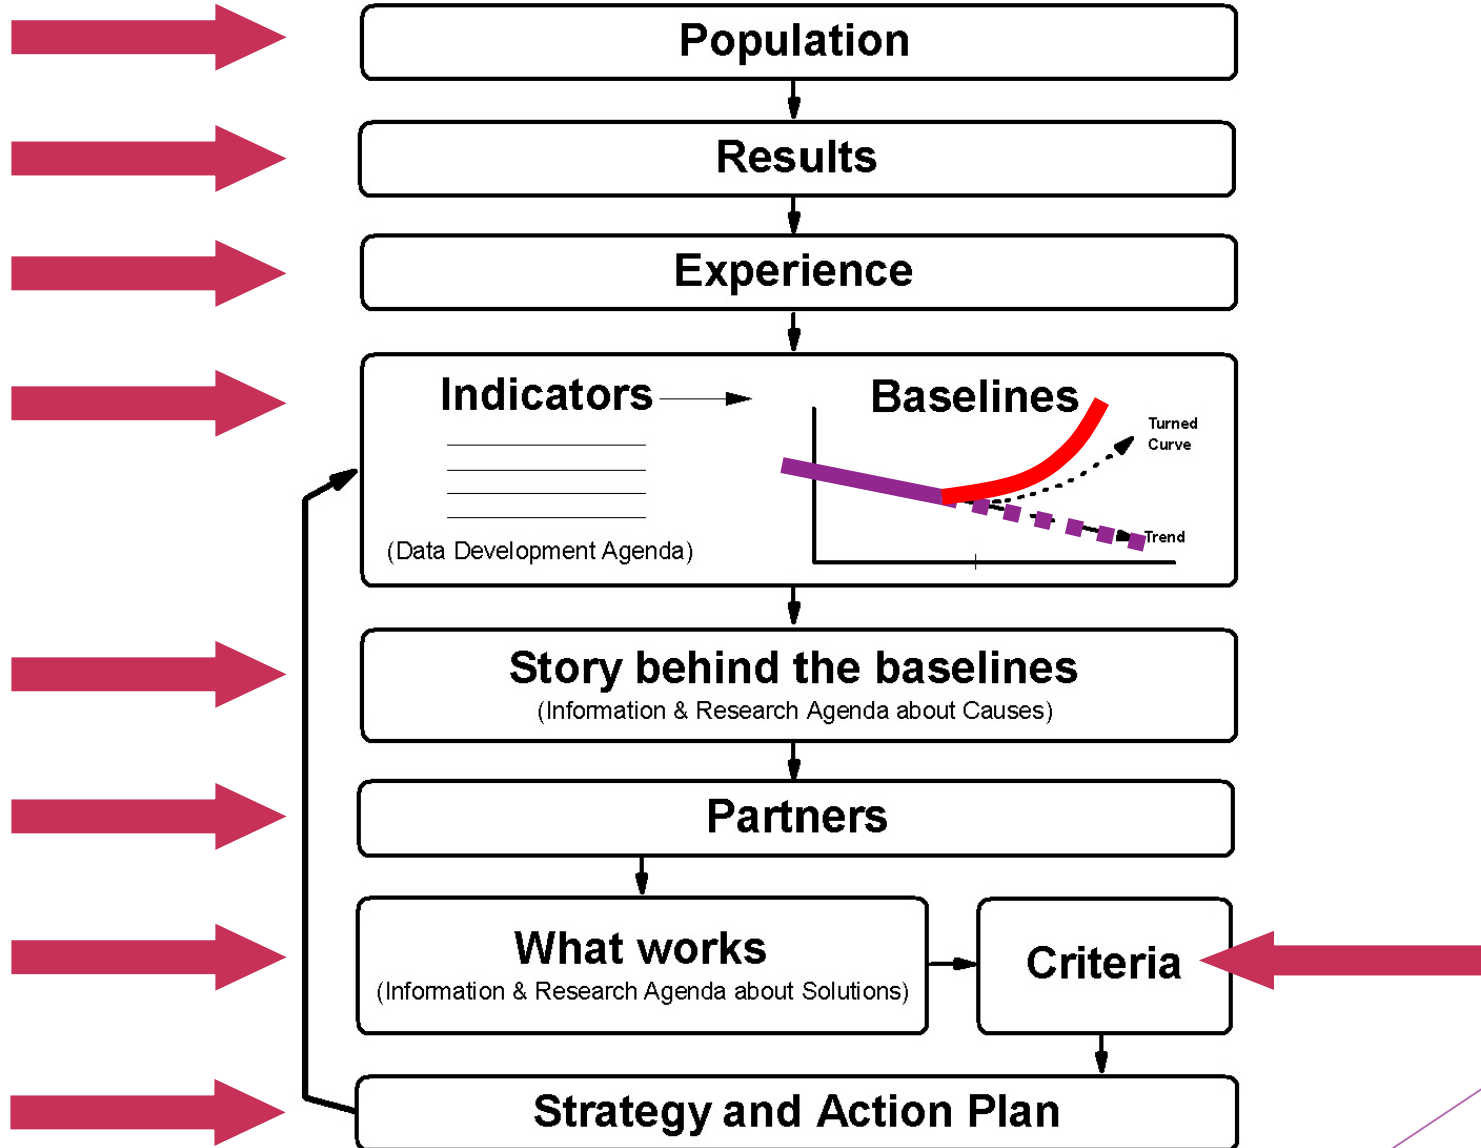 Population
Results
Experience
Indicators
Baselines
Turned
Curve
Trend
(Data Development Agenda)
Story behind the baselines
(Information & Research Agenda about Causes)
Partners
What works
(Information & Research Agenda about Solutions)
Criteria
Strategy and Action Plan